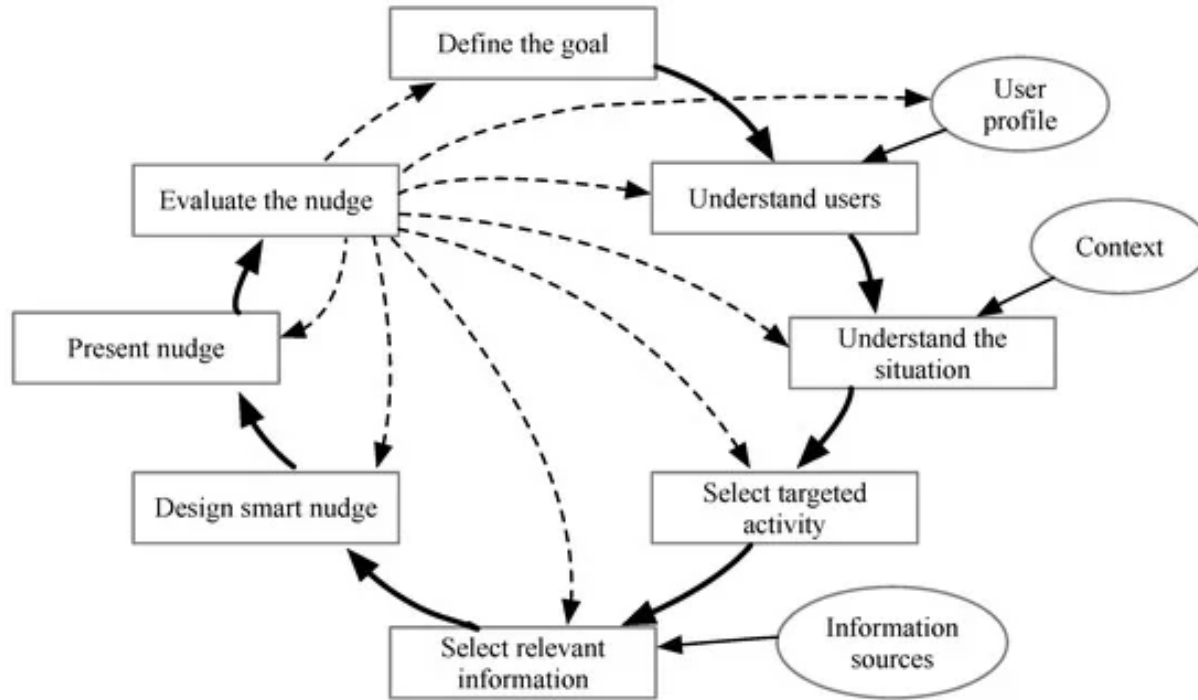 Define the goal
User
profile
Evaluate the nudge
Understand users
Context
Present nudge
Understand the
situation
Design smart nudge
Select targeted
activity
Select relevant
information
Information
sources